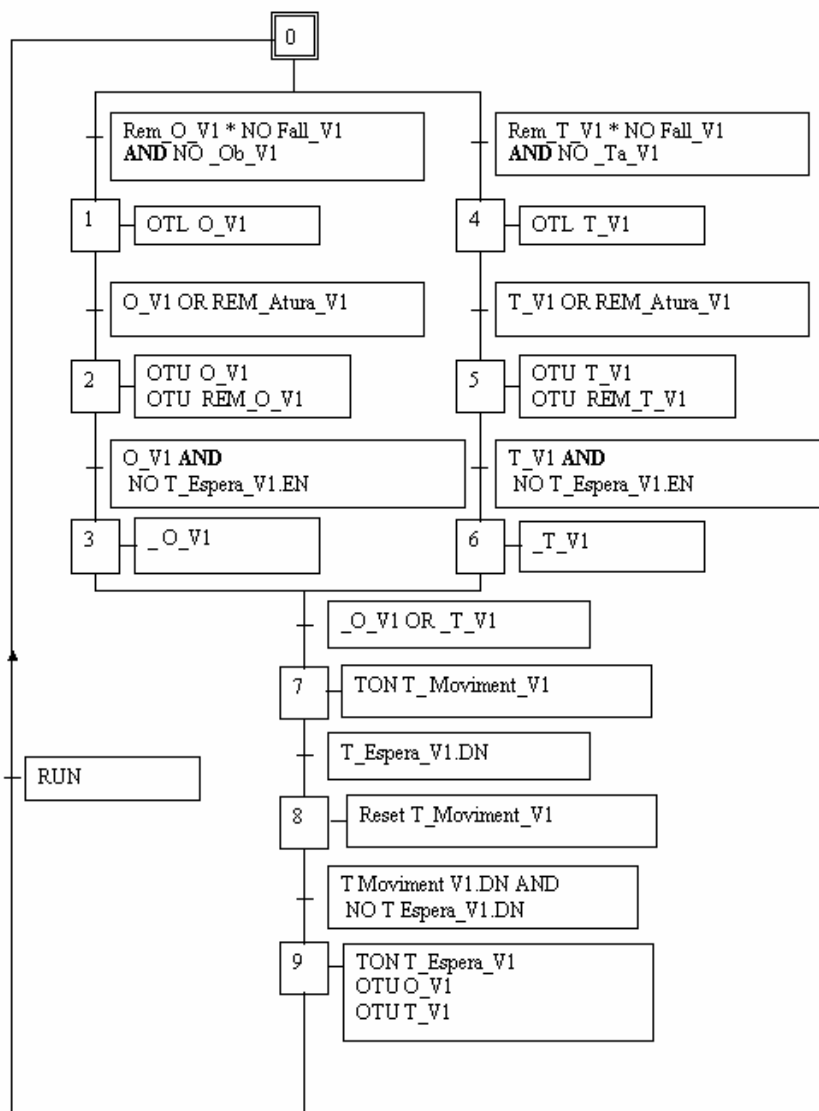 0
Rem_O_V1 * NO Fall_V1
AND NO _Ob_V1
Rem_T_V1 * NO Fall_V1
AND NO _Ta_V1
1
OTL O_V1
4
OTL T_V1
O_V1 OR REM_Atura_V1
T_V1 OR REM_Atura_V1
2
OTU O_V1
OTU REM_O_V1
5
OTU T_V1
OTU REM_T_V1
O_V1 AND
NO T_Espera_V1.EN
T_V1 AND
NO T_Espera_V1.EN
3
_ O_V1
6
_T_V1
_O_V1 OR _T_V1
7
TON T_Moviment_V1
T_Espera_V1.DN
RUN
8
Reset T_Moviment_V1
T Moviment V1.DN AND
NO T Espera_V1.DN
9
TON T_Espera_V1
OTU O_V1
OTU T_V1